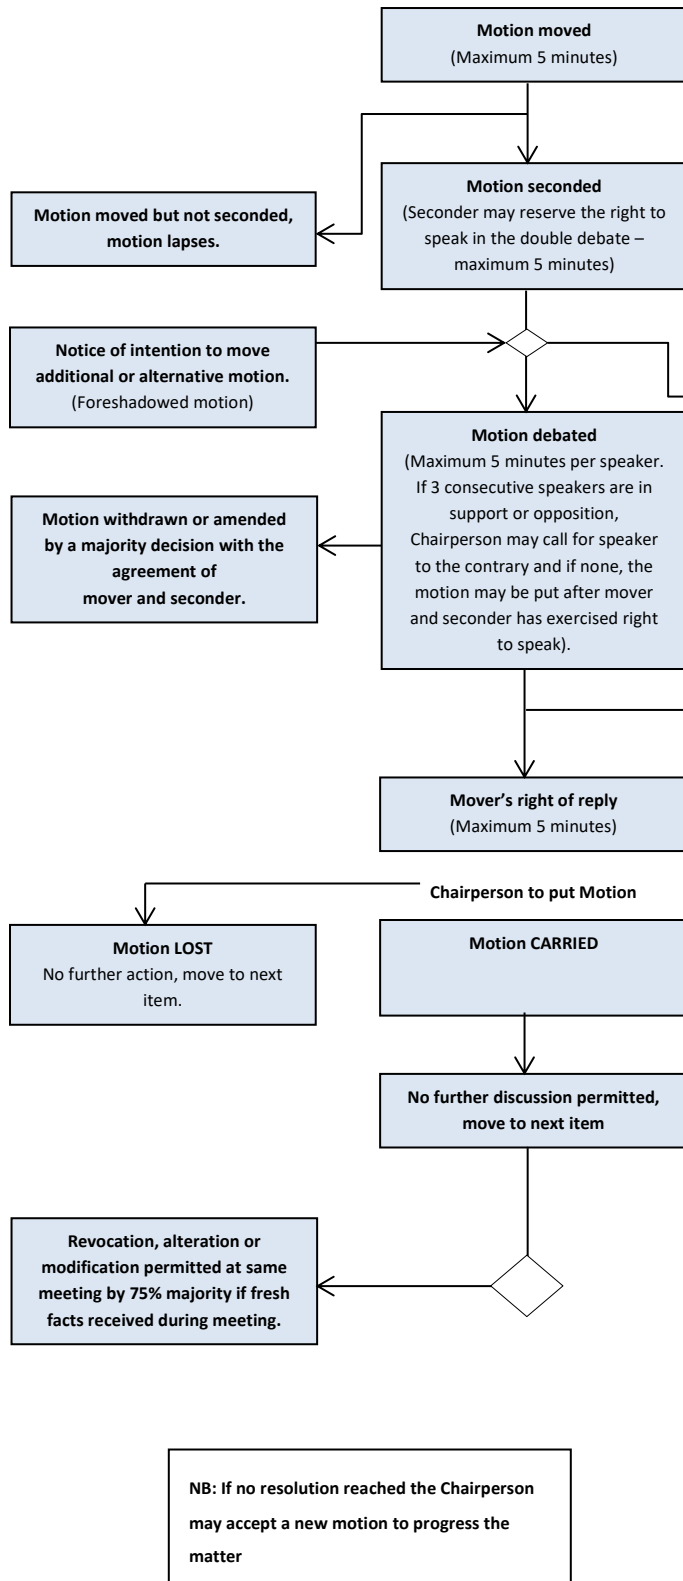 Motion moved
(Maximum 5 minutes)
Motion seconded
(Seconder may reserve the right to
speak in the double debate –
maximum 5 minutes)
Motion moved but not seconded,
motion lapses.
Notice of intention to move
additional or alternative motion.
(Foreshadowed motion)
Motion debated
(Maximum 5 minutes per speaker.
If 3 consecutive speakers are in
support or opposition,
Chairperson may call for speaker
to the contrary and if none, the
motion may be put after mover
and seconder has exercised right
to speak).
Motion withdrawn or amended
by a majority decision with the
agreement of
mover and seconder.
Mover’s right of reply
(Maximum 5 minutes)
Chairperson to put Motion
Motion LOST
No further action, move to next
item.
Motion CARRIED
No further discussion permitted,
move to next item
Revocation, alteration or
modification permitted at same
meeting by 75% majority if fresh
facts received during meeting.
NB: If no resolution reached the Chairperson
may accept a new motion to progress the
matter